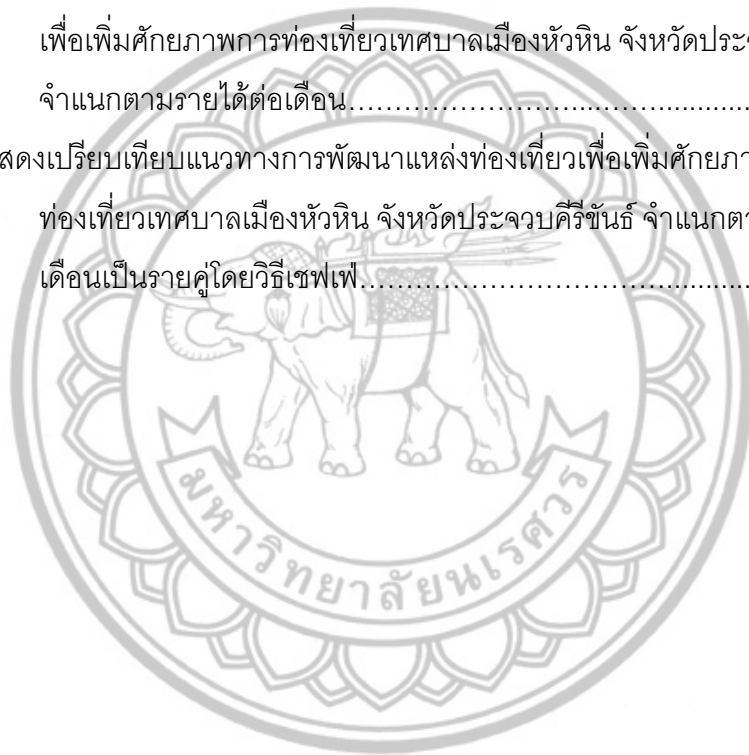 เพื่อเพิ่มศักยภาพการท่องเที่ยวเทศบาลเมืองหัวหิน จังหวัดประจ
จำแนกตามรายได้ต่อเดือน……………………...………............
สดงเปรียบเทียบแนวทางการพัฒนาแหล่งท่องเที่ยวเพื่อเพิ่มศักยภา
ท่องเที่ยวเทศบาลเมืองหัวหิน จังหวัดประจวบคีรีขันธ์ จำแนกตา
เดือนเป็นรายคู่โดยวิธีเชฟเฟ่……………………………............
มหาวิทยาลัยนเรศวร